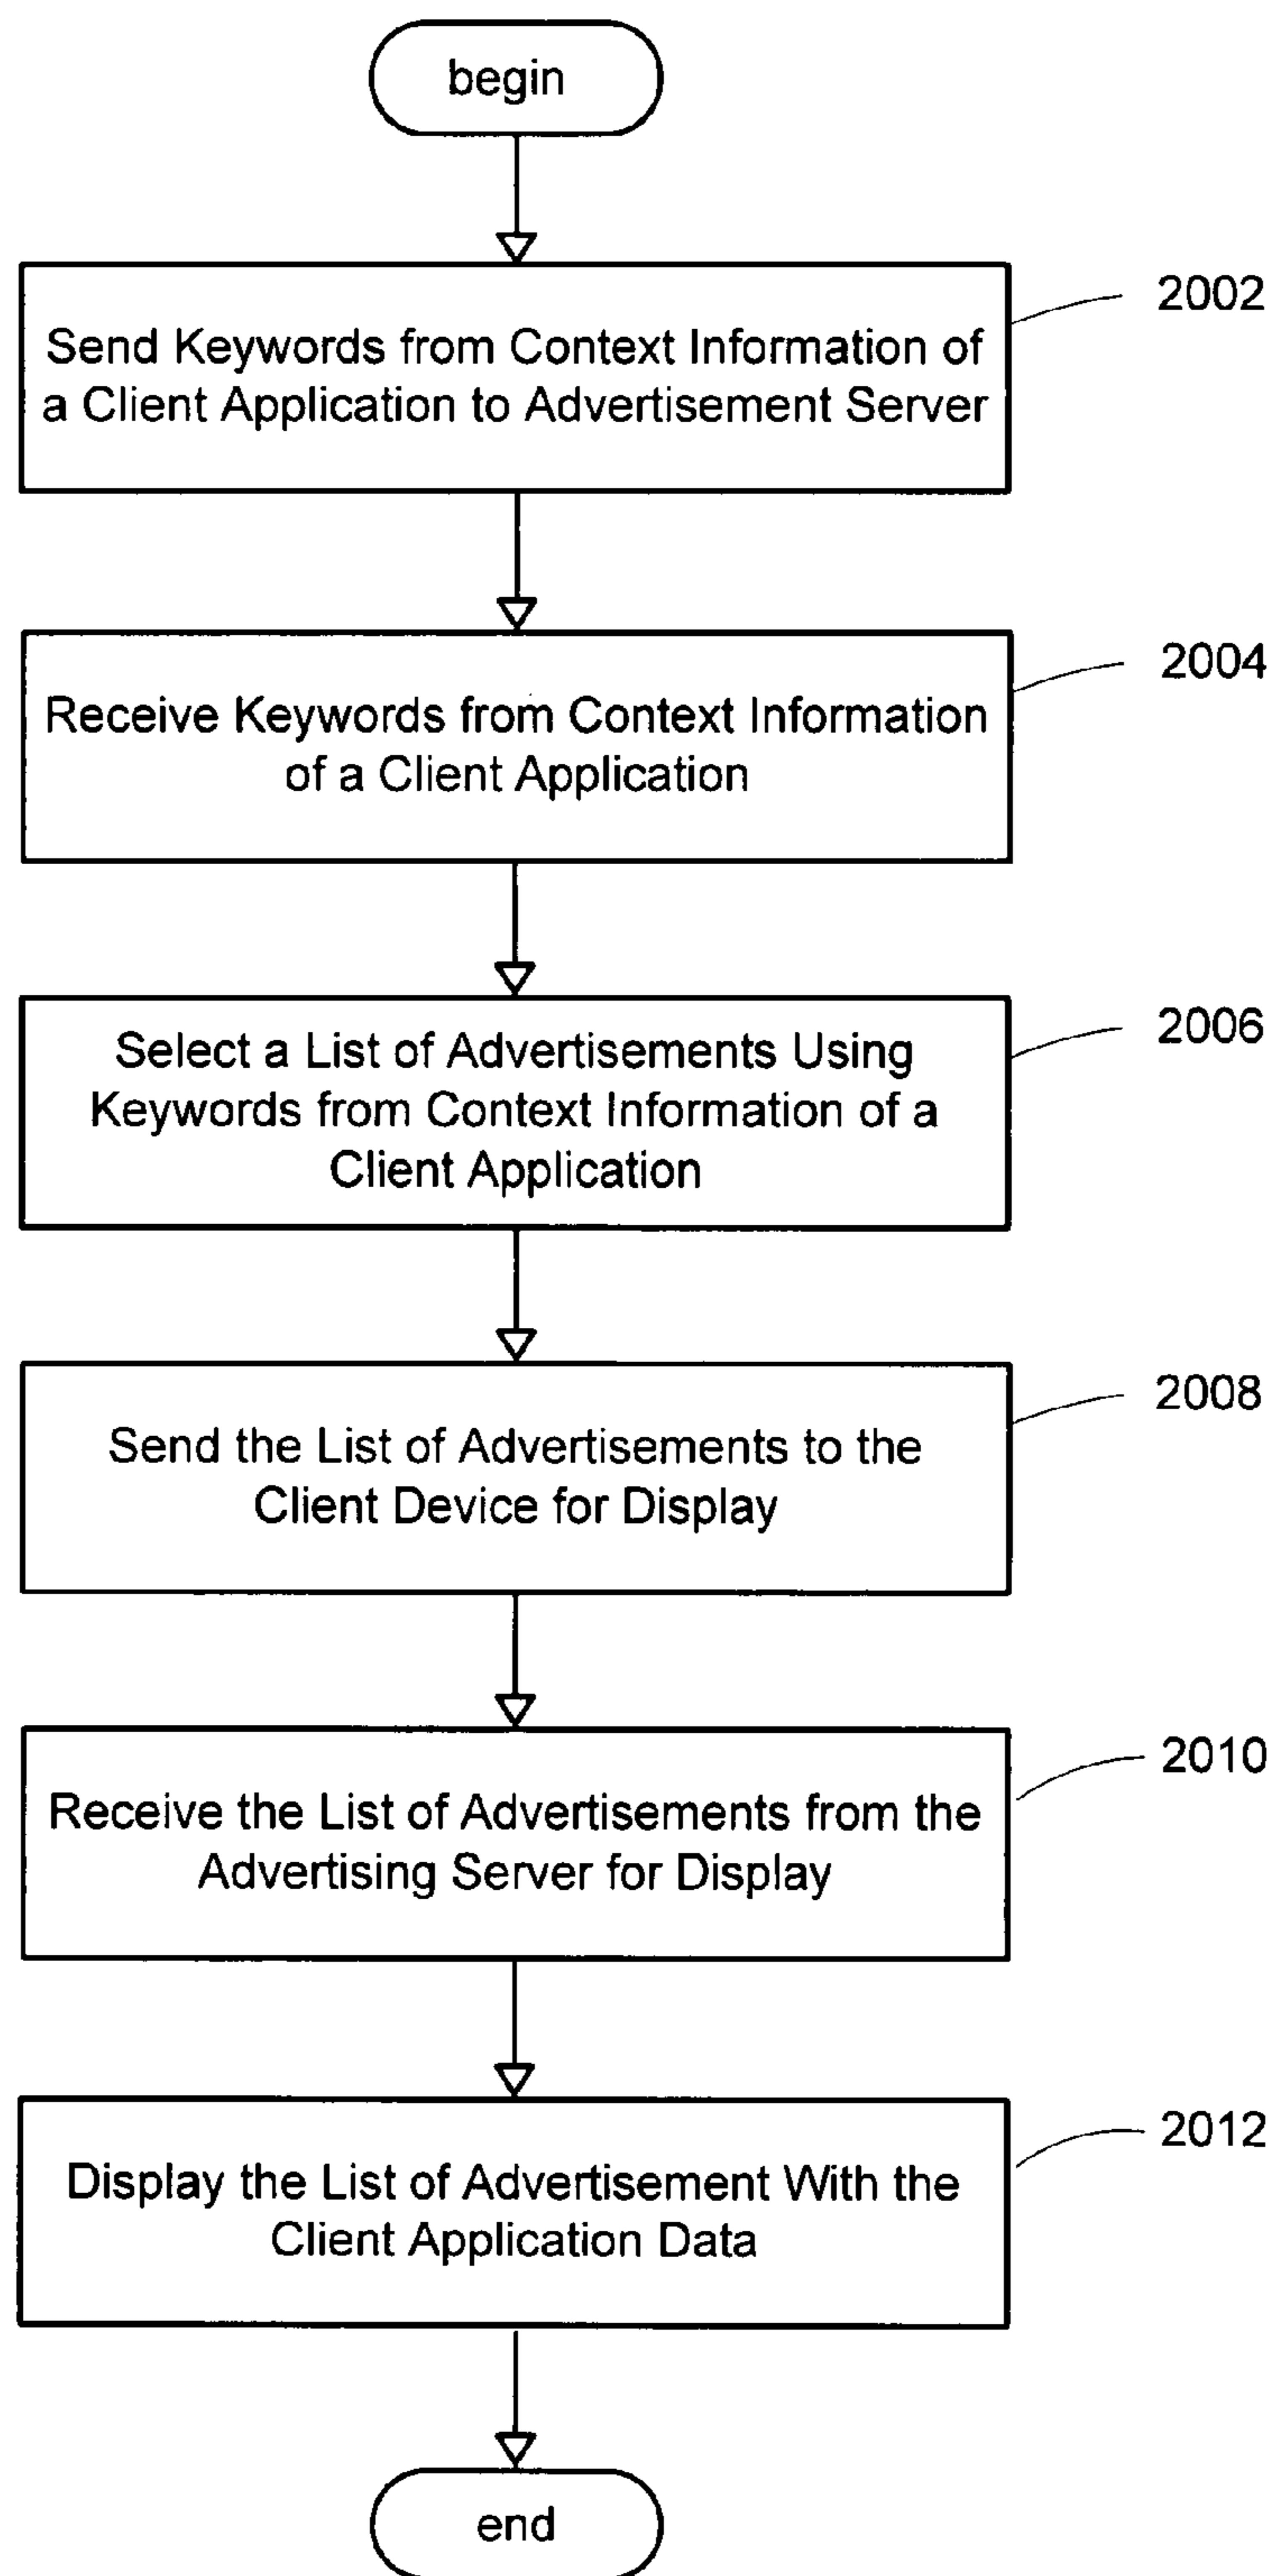 begin
2002
Send Keywords from Context Information of
a Client Application to Advertisement Server
2004
Receive Keywords from Context Information
of a Client Application
2006
Select a List of Advertisements Using
Keywords from Context Information of a
Client Application
2008
Send the List of Advertisements to the
Client Device for Display
2010
Receive the List of Advertisements from the
Advertising Server for Display
2012
Display the List of Advertisement With the
Client Application Data
end